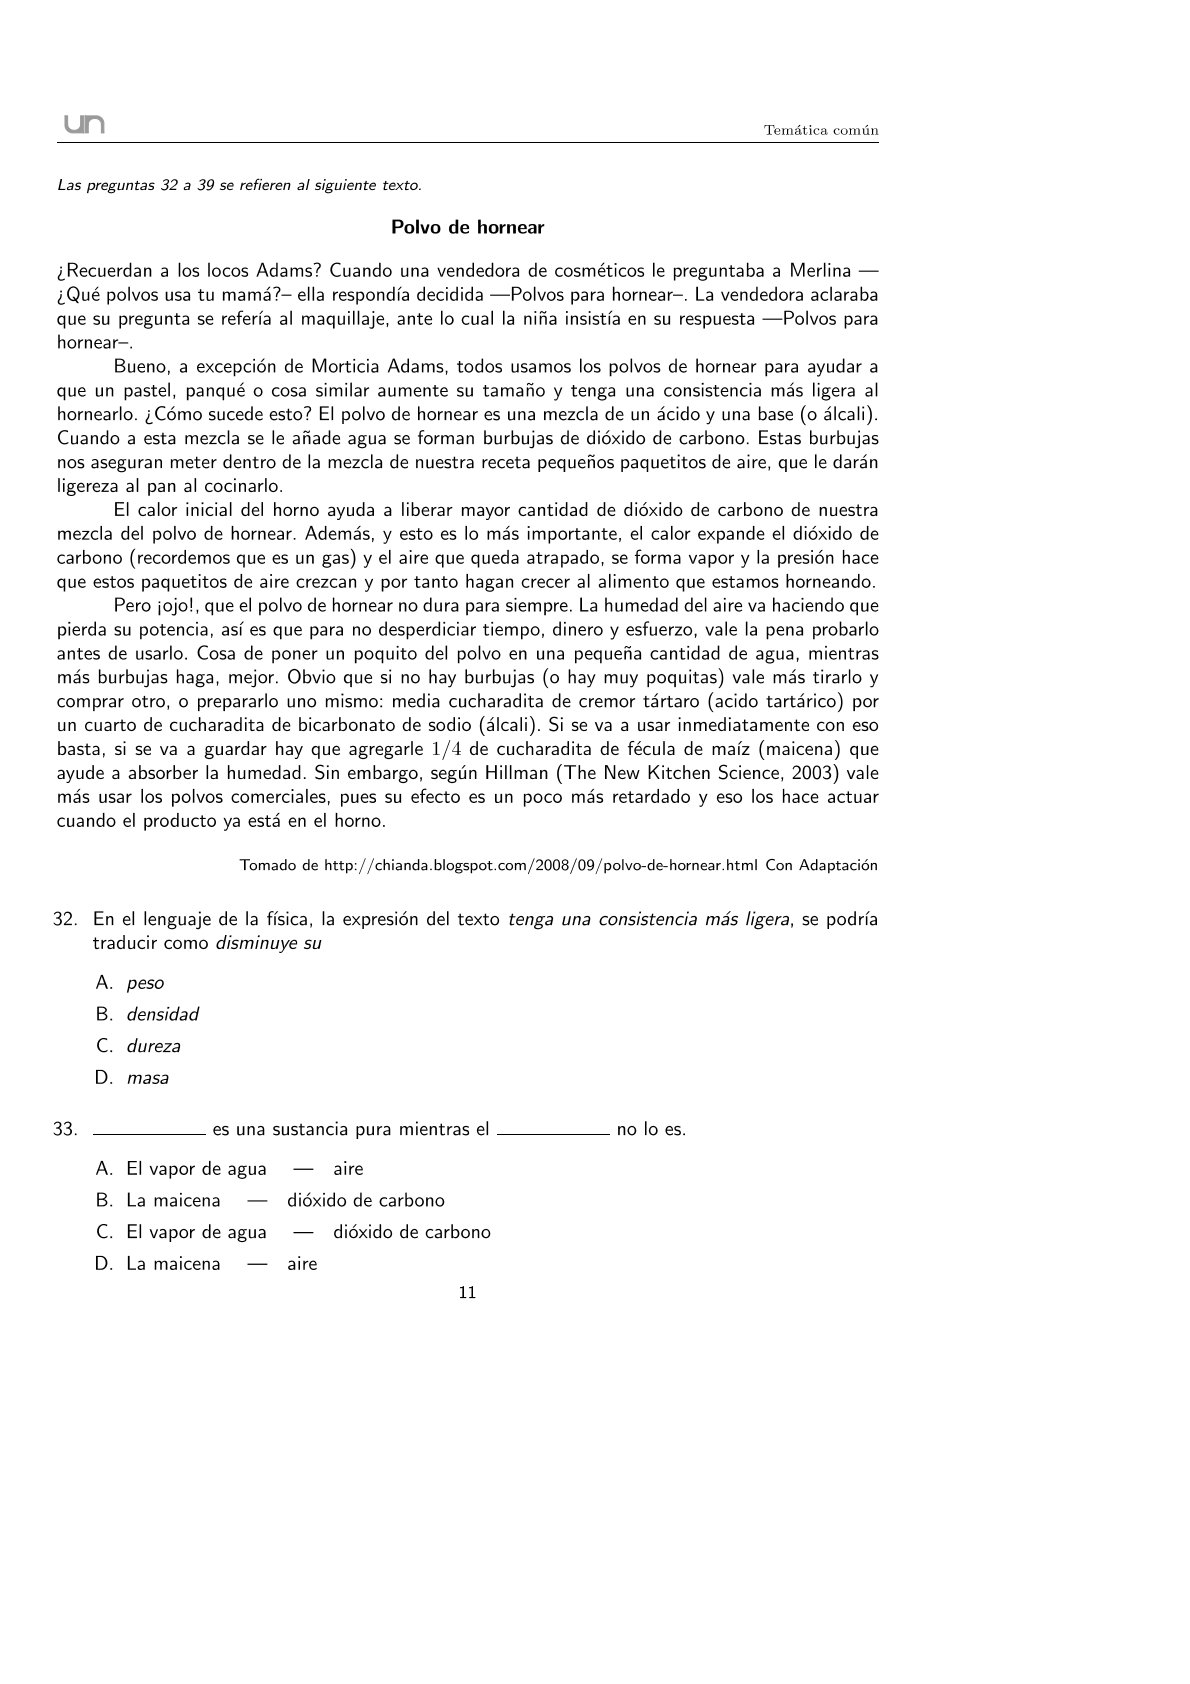 un
Temática común
Las preguntas 32 a 39 se refieren al siguiente texto.
Polvo de hornear
¿Recuerdan a los locos Adams? Cuando una vendedora de cosméticos le preguntaba a Merlina —
¿Qué polvos usa tu mamá?– ella respondía decidida —Polvos para hornear–. La vendedora aclaraba
que su pregunta se refería al maquillaje, ante lo cual la niña insistía en su respuesta —Polvos para
hornear–.
Bueno, a excepción de Morticia Adams, todos usamos los polvos de hornear para ayudar a
que un pastel, panqué o cosa similar aumente su tamaño y tenga una consistencia más ligera al
hornearlo. ¿Cómo sucede esto? El polvo de hornear es una mezcla de un ácido y una base (o álcali).
Cuando a esta mezcla se le añade agua se forman burbujas de dióxido de carbono. Estas burbujas
nos aseguran meter dentro de la mezcla de nuestra receta pequeños paquetitos de aire, que le darán
ligereza al pan al cocinarlo.
El calor inicial del horno ayuda a liberar mayor cantidad de dióxido de carbono de nuestra
mezcla del polvo de hornear. Además, y esto es lo más importante, el calor expande el dióxido de
carbono (recordemos que es un gas) y el aire que queda atrapado, se forma vapor y la presión hace
que estos paquetitos de aire crezcan y por tanto hagan crecer al alimento que estamos horneando.
Pero ¡ojo!, que el polvo de hornear no dura para siempre. La humedad del aire va haciendo que
pierda su potencia, así es que para no desperdiciar tiempo, dinero y esfuerzo, vale la pena probarlo
antes de usarlo. Cosa de poner un poquito del polvo en una pequeña cantidad de agua, mientras
más burbujas haga, mejor. Obvio que si no hay burbujas (o hay muy poquitas) vale más tirarlo y
comprar otro, o prepararlo uno mismo: media cucharadita de cremor tártaro (acido tartárico) por
un cuarto de cucharadita de bicarbonato de sodio (álcali). Si se va a usar inmediatamente con eso
basta, si se va a guardar hay que agregarle 1/4 de cucharadita de fécula de maíz (maicena) que
ayude a absorber la humedad. Sin embargo, según Hillman (The New Kitchen Science, 2003) vale
más usar los polvos comerciales, pues su efecto es un poco más retardado y eso los hace actuar
cuando el producto ya está en el horno.
Tomado de http://chianda.blogspot.com/2008/09/polvo-de-hornear.html Con Adaptación
32. En el lenguaje de la física, la expresión del texto tenga una consistencia más ligera, se podría
traducir como disminuye su
A. peso
B. densidad
C. dureza
D. masa
33. __________ es una sustancia pura mientras el __________ no lo es.
A. El vapor de agua — aire
B. La maicena — dióxido de carbono
C. El vapor de agua — dióxido de carbono
D. La maicena — aire
11